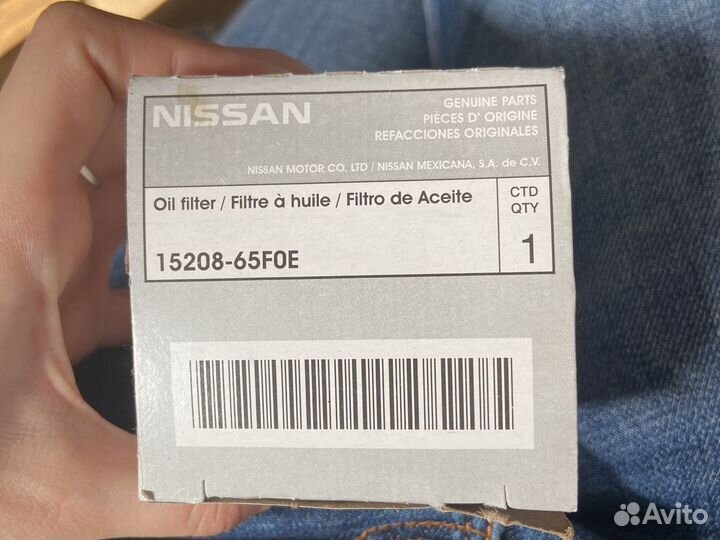 NISSAN
GENUINE PARTS
PIÈCES D' ORIGINE
REFACCIONES ORIGINALES
NISSAN MOTOR CO, LTD / NISSAN MEXICANA, S.A. de C.V.
Oil filter / Filtre à huile / Filtro de Aceite
CTD
QTY
15208-65F0E
1
Avito